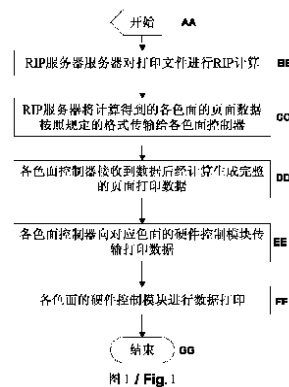 开始 AA
RIP服务器服务器对打印文件进行RIP计算 BB
RIP服务器将计算得到的各色面的页面数据
按照规定的格式传输给各色面控制器 CC
各色面控制器接收到数据后经计算生成完整
的页面打印数据 DD
各色面控制器向对应色面的硬件控制模块传
输打印数据 EE
各色面的硬件控制模块进行数据打印 FF
结束 GG
图 1 / Fig. 1